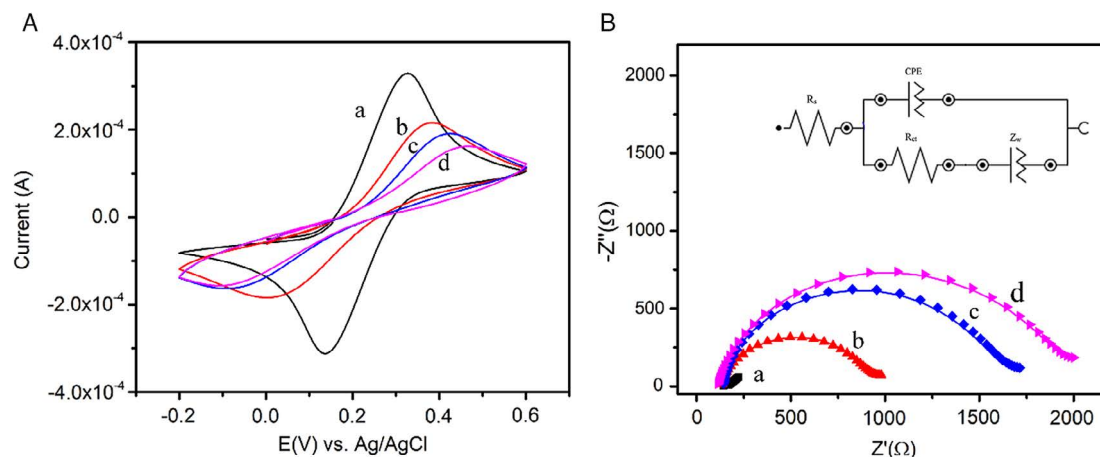 A
4.0x10⁻⁴
2.0x10⁻⁴
0.0
-2.0x10⁻⁴
-4.0x10⁻⁴
Current (A)
a
b
c
d
-0.2 0.0 0.2 0.4 0.6
E(V) vs. Ag/AgCl
B
2000
1500
1000
500
0
-Z''(Ω)
CPE
Rₛ
R_ct
Z_w
d
c
b
a
0 500 1000 1500 2000
Z'(Ω)